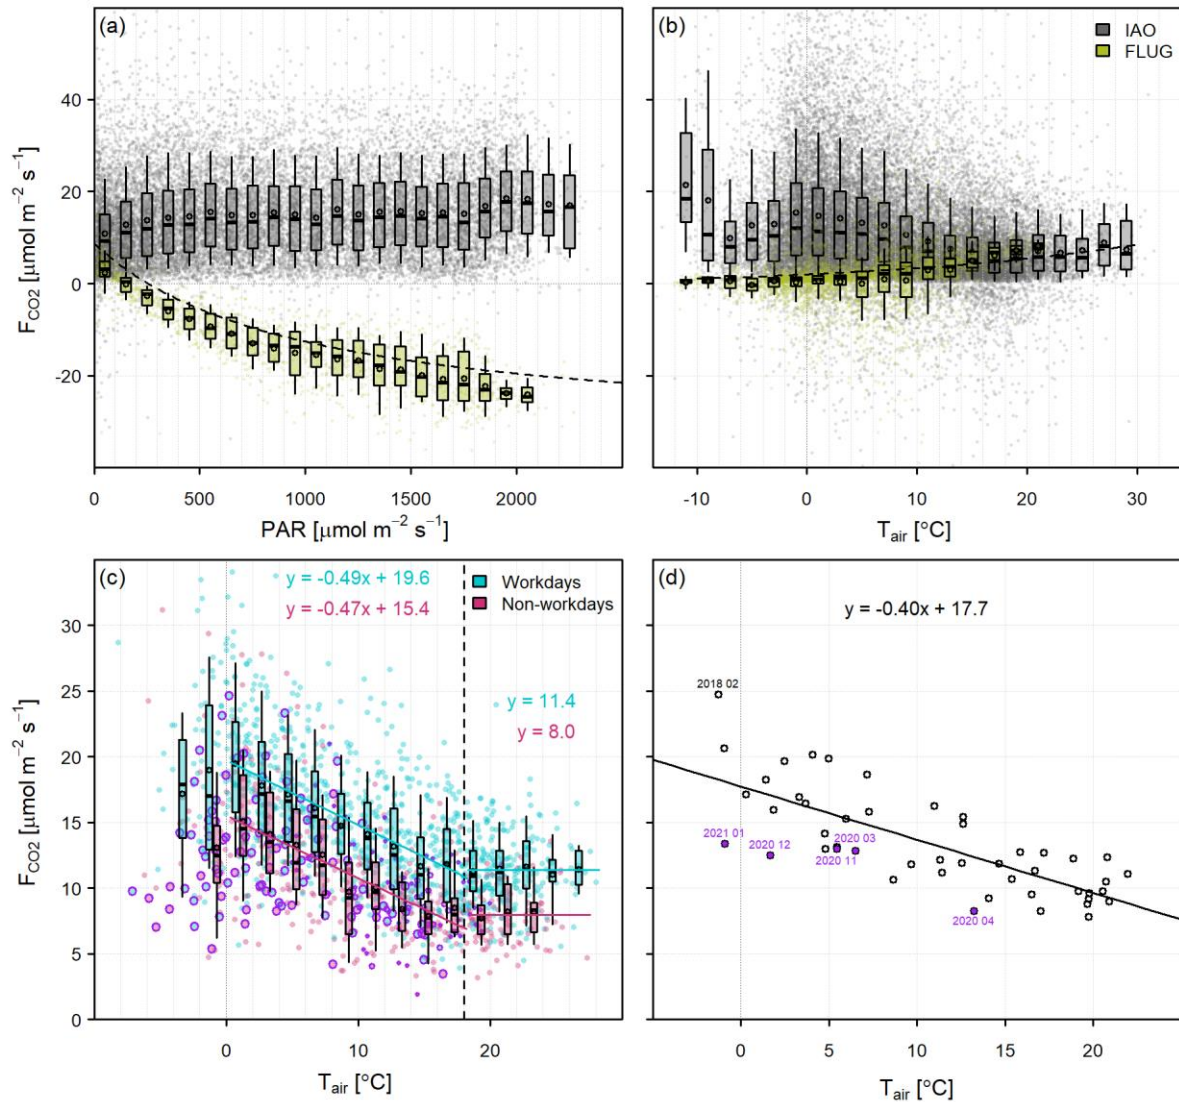 (a)
40
20
0
-20
F_CO2 [μmol m⁻² s⁻¹]
0 500 1000 1500 2000
PAR [μmol m⁻² s⁻¹]
(b)
IAO
FLUG
-10 0 10 20 30
T_air [°C]
(c)
y = -0.49x + 19.6
y = -0.47x + 15.4
Workdays
Non-workdays
y = 11.4
y = 8.0
30
25
20
15
10
5
0
F_CO2 [μmol m⁻² s⁻¹]
0 10 20
T_air [°C]
(d)
y = -0.40x + 17.7
2018 02
2021 01
2020 12
2020 11
2020 03
2020 04
0 5 10 15 20
T_air [°C]